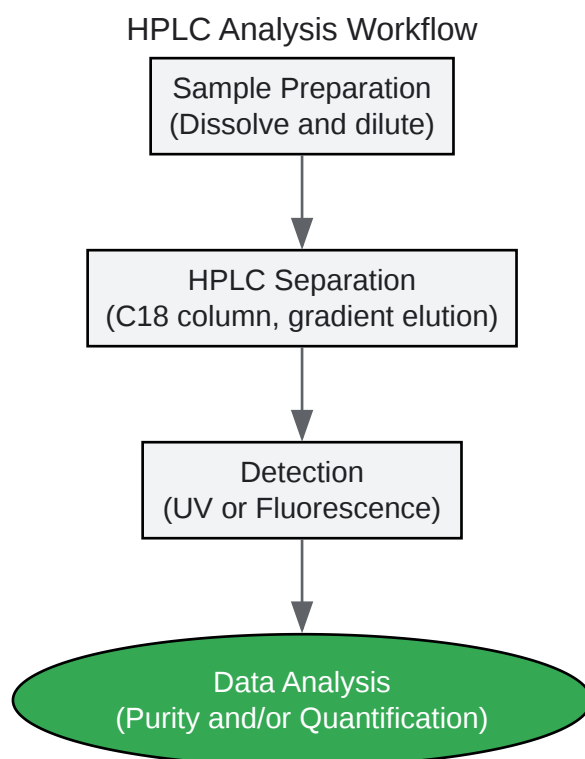 HPLC Analysis Workflow
Sample Preparation
(Dissolve and dilute)
HPLC Separation
(C18 column, gradient elution)
Detection
(UV or Fluorescence)
Data Analysis
(Purity and/or Quantification)